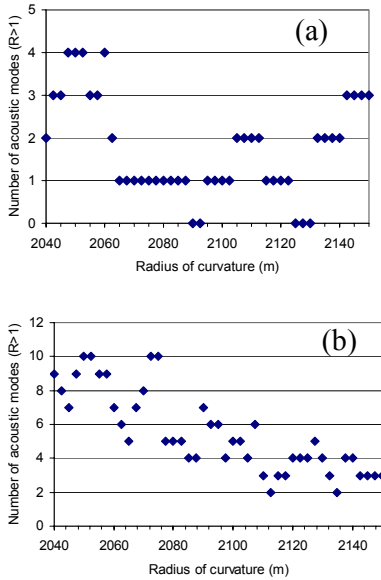 (a)
Number of acoustic modes (R>1)
5
4
3
2
1
0
2040 2060 2080 2100 2120 2140
Radius of curvature (m)
(b)
Number of acoustic modes (R>1)
12
10
8
6
4
2
0
2040 2060 2080 2100 2120 2140
Radius of curvature (m)